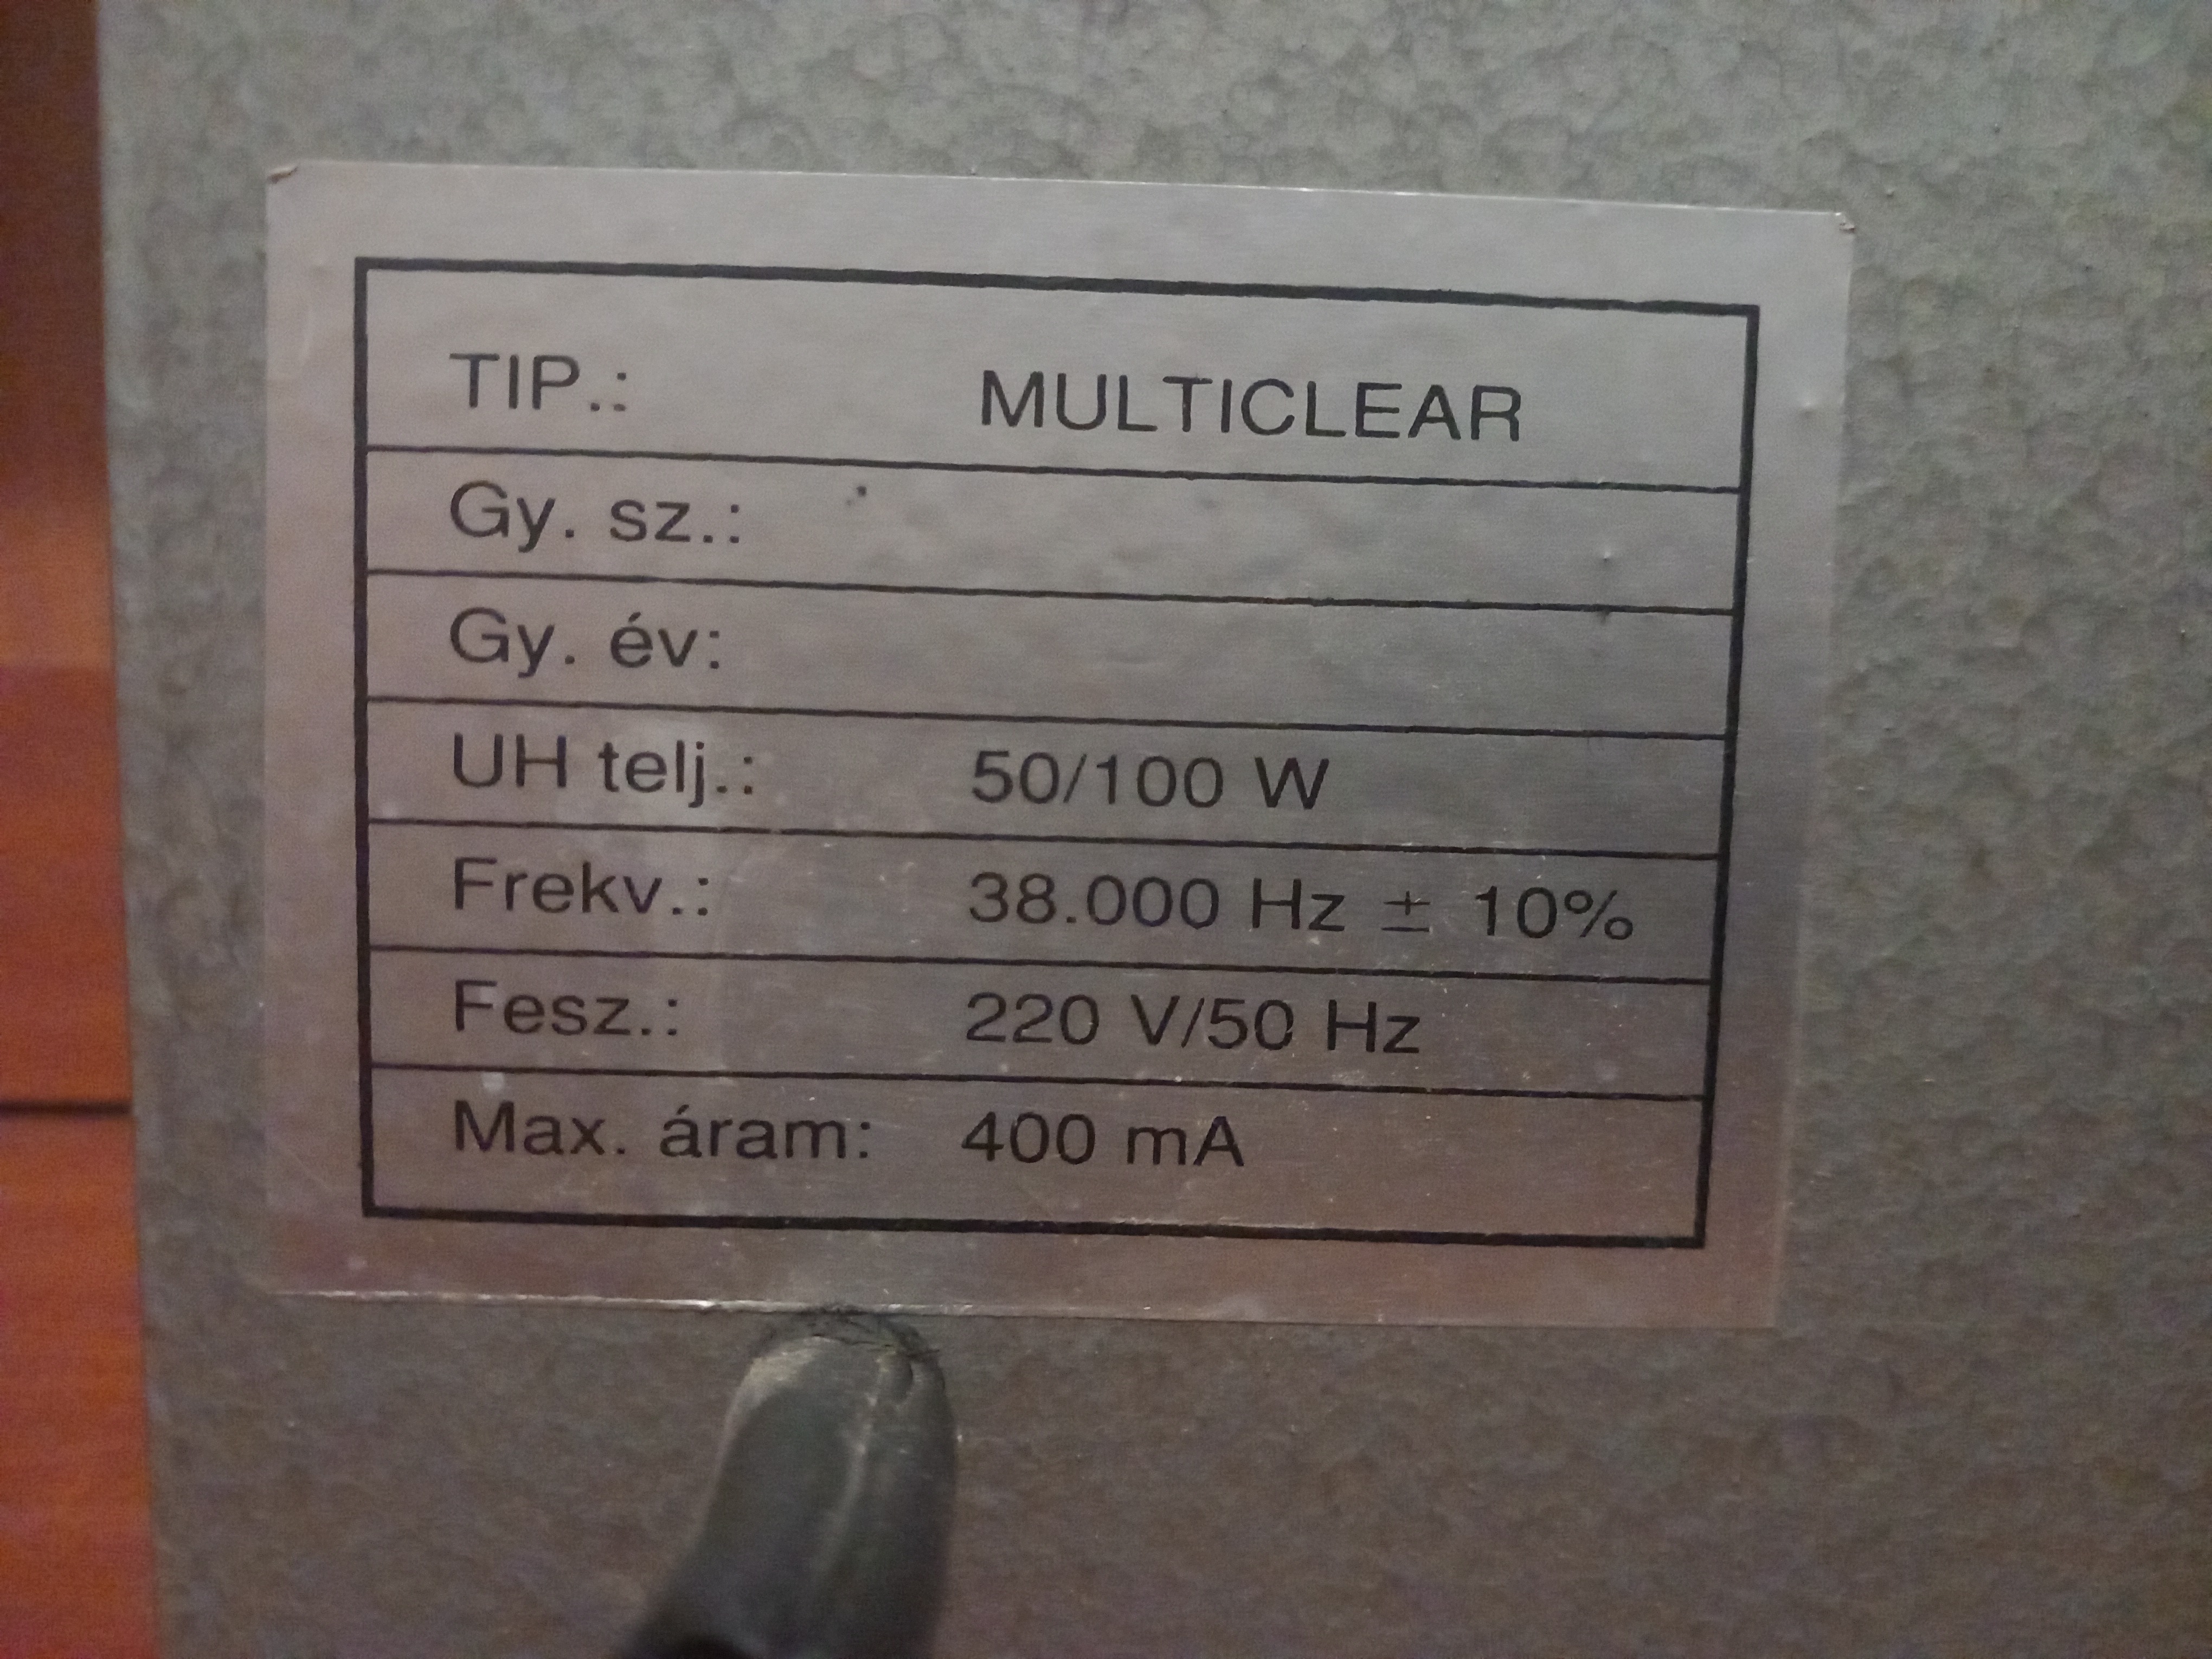 TIP.: MULTICLEAR
Gy. sz.:
Gy. év:
UH telj.: 50/100 W
Frekv.: 38.000 Hz ± 10%
Fesz.: 220 V/50 Hz
Max. áram: 400 mA